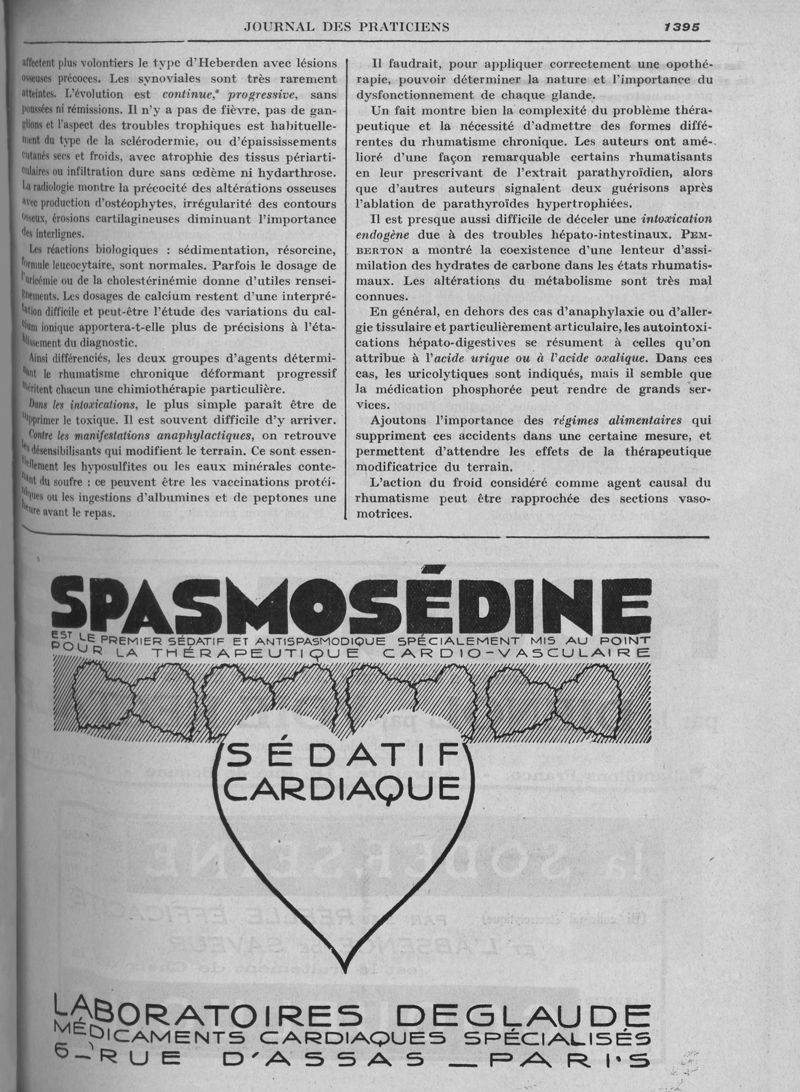 JOURNAL DES PRATICIENS
1395
affectent plus volontiers le type d'Heberden avec lésions
osseuses précoces. Les synoviales sont très rarement
atteintes. L'évolution est continue, progressive, sans
poussées ni rémissions. Il n'y a pas de fièvre, pas de gan-
glions et l'aspect des troubles trophiques est habituelle-
ment du type de la sclérodermie, ou d'épaississements
cutanés secs et froids, avec atrophie des tissus périarti-
culaires ou infiltration dure sans œdème ni hydarthrose.
La radiologie montre la précocité des altérations osseuses
avec production d'ostéophytes, irrégularité des contours
osseux, érosions cartilagineuses diminuant l'importance
des interlignes.
Les réactions biologiques : sédimentation, résorcine,
formule leucocytaire, sont normales. Parfois le dosage de
l'uricémie ou de la cholestérinémie donne d'utiles rensei-
gnements. Les dosages de calcium restent d'une interpré-
tation difficile et peut-être l'étude des variations du cal-
cium ionique apportera-t-elle plus de précisions à l'éta-
blissement du diagnostic.
Ainsi différenciés, les deux groupes d'agents détermi-
nant le rhumatisme chronique déformant progressif
méritent chacun une chimiothérapie particulière.
Dans les intoxications, le plus simple paraît être de
supprimer le toxique. Il est souvent difficile d'y arriver.
Contre les manifestations anaphylactiques, on retrouve
les désensibilisants qui modifient le terrain. Ce sont essen-
tiellement les hyposulfites ou les eaux minérales conte-
nant du soufre : ce peuvent être les vaccinations protéi-
niques ou les ingestions d'albumines et de peptones une
heure avant le repas.
Il faudrait, pour appliquer correctement une opothé-
rapie, pouvoir déterminer la nature et l'importance du
dysfonctionnement de chaque glande.
Un fait montre bien la complexité du problème théra-
peutique et la nécessité d'admettre des formes diffé-
rentes du rhumatisme chronique. Les auteurs ont amé-
lioré d'une façon remarquable certains rhumatisants
en leur prescrivant de l'extrait parathyroïdien, alors
que d'autres auteurs signalent deux guérisons après
l'ablation de parathyroïdes hypertrophiées.
Il est presque aussi difficile de déceler une intoxication
endogène due à des troubles hépato-intestinaux. PEM-
BERTON a montré la coexistence d'une lenteur d'assi-
milation des hydrates de carbone dans les états rhumatis-
maux. Les altérations du métabolisme sont très mal
connues.
En général, en dehors des cas d'anaphylaxie ou d'aller-
gie tissulaire et particulièrement articulaire, les autointoxi-
cations hépato-digestives se résument à celles qu'on
attribue à l'acide urique ou à l'acide oxalique. Dans ces
cas, les uricolytiques sont indiqués, mais il semble que
la médication phosphorée peut rendre de grands ser-
vices.
Ajoutons l'importance des régimes alimentaires qui
suppriment ces accidents dans une certaine mesure, et
permettent d'attendre les effets de la thérapeutique
modificatrice du terrain.
L'action du froid considéré comme agent causal du
rhumatisme peut être rapprochée des sections vaso-
motrices.
SPASMOSÉDINE
EST LE PREMIER SÉDATIF ET ANTISPASMODIQUE SPÉCIALEMENT MIS AU POINT
POUR LA THÉRAPEUTIQUE CARDIO-VASCULAIRE
SÉDATIF
CARDIAQUE
LABORATOIRES DEGLAUDE
MÉDICAMENTS CARDIAQUES SPÉCIALISÉS
6 - RUE D'ASSAS _ PARIS